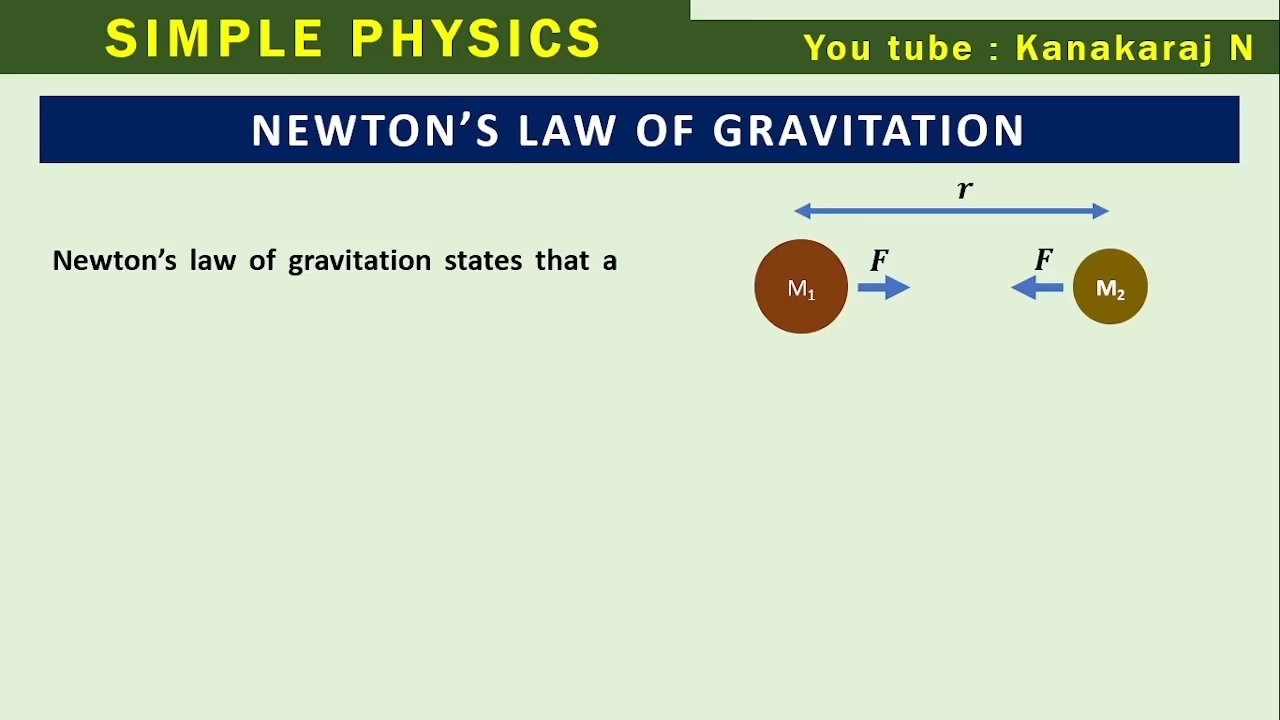 SIMPLE PHYSICS
You tube : Kanakaraj N
NEWTON’S LAW OF GRAVITATION
r
Newton’s law of gravitation states that a
F
F
M₁
M₂